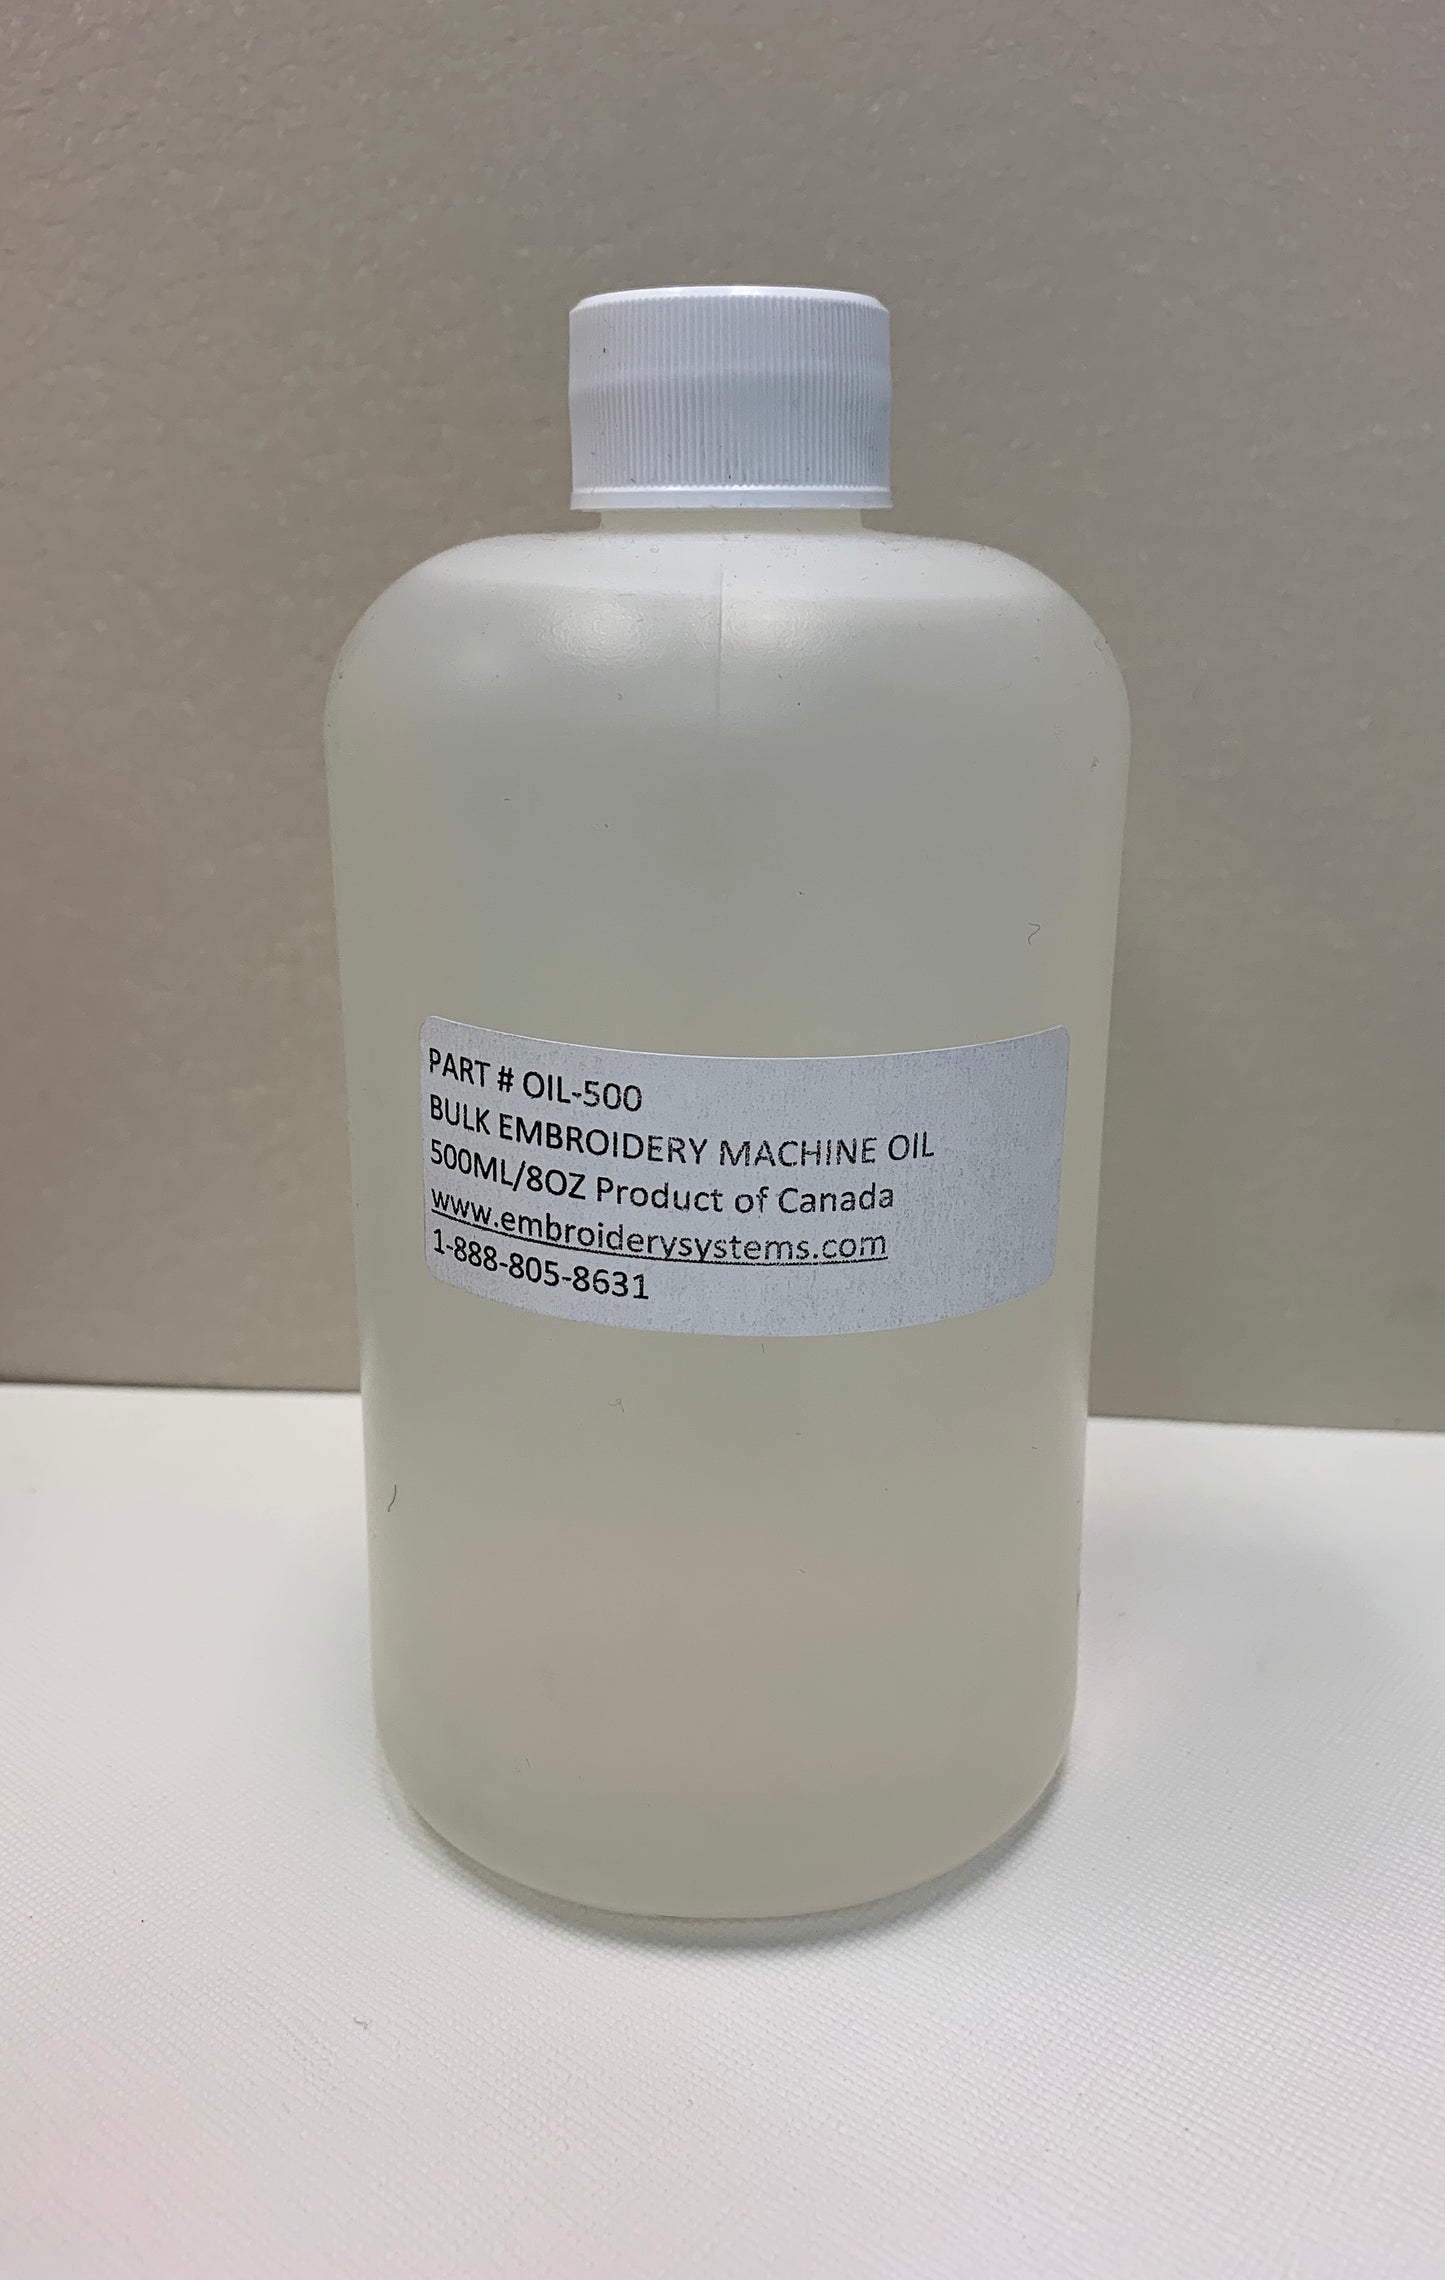 PART # OIL-500
BULK EMBROIDERY MACHINE OIL
500ML/8OZ Product of Canada
www.embroiderysystems.com
1-888-805-8631